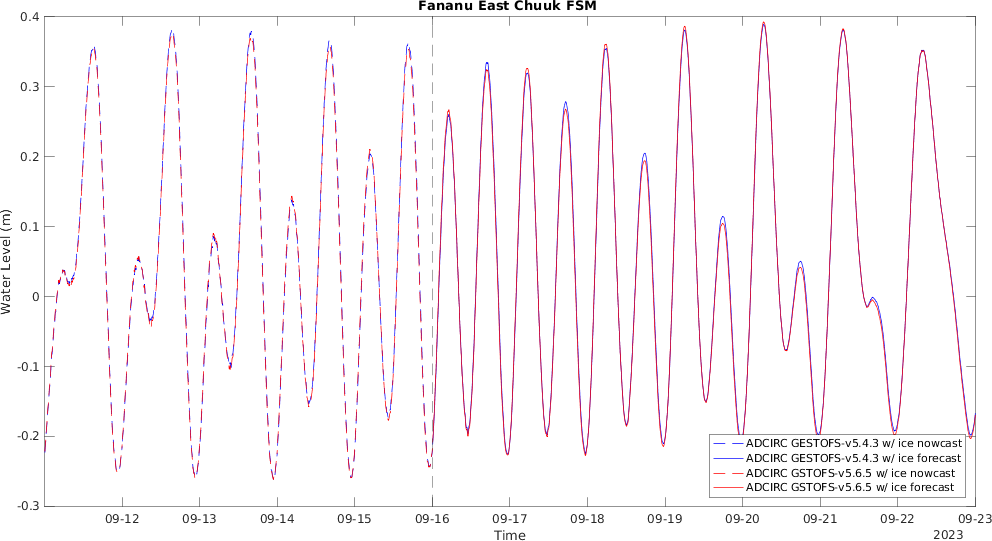 Fananu East Chuuk FSM
Water Level (m)
0.4
0.3
0.2
0.1
0
-0.1
-0.2
-0.3
09-12 09-13 09-14 09-15 09-16 09-17 09-18 09-19 09-20 09-21 09-22 09-23
Time
2023
ADCIRC GESTOFS-v5.4.3 w/ ice nowcast
ADCIRC GESTOFS-v5.4.3 w/ ice forecast
ADCIRC GSTOFS-v5.6.5 w/ ice nowcast
ADCIRC GSTOFS-v5.6.5 w/ ice forecast